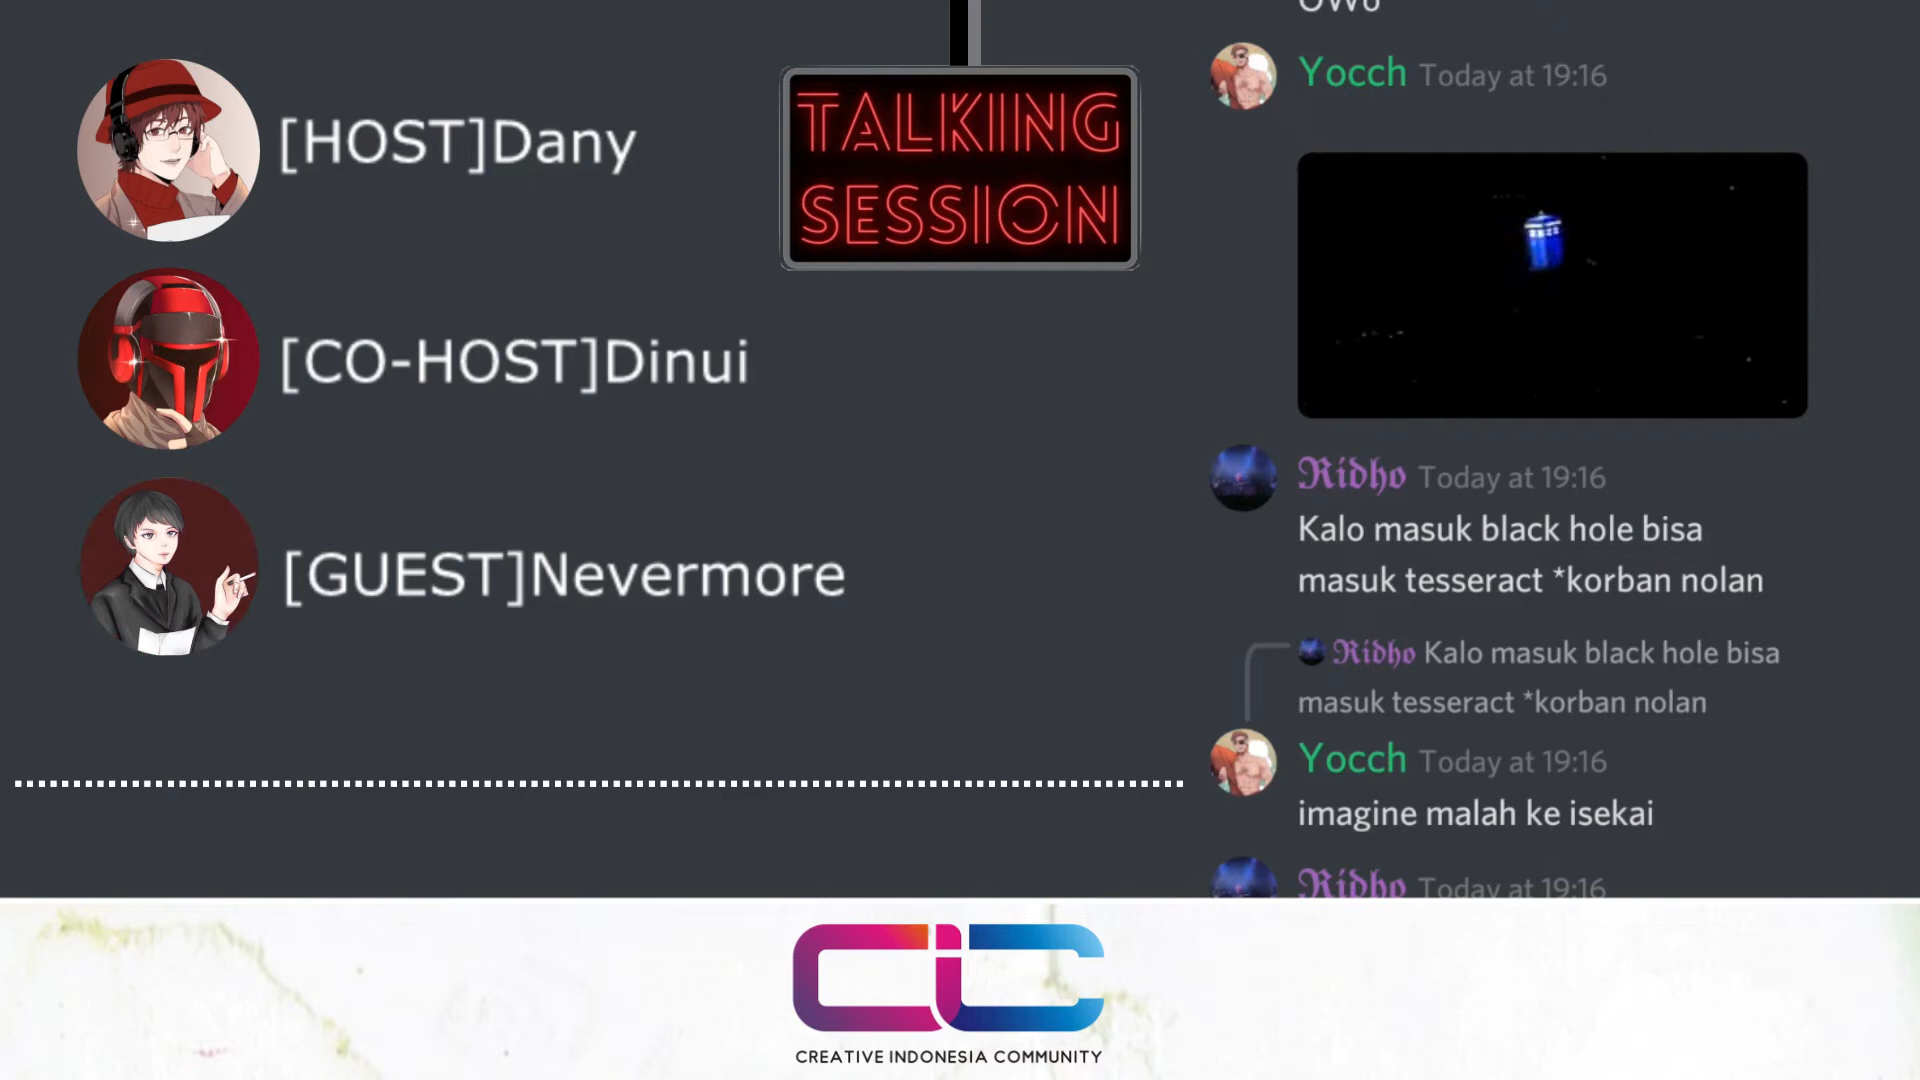 [HOST]Dany
[CO-HOST]Dinui
[GUEST]Nevermore
TALKING
SESSION
OWO
Yocch Today at 19:16
Ridho Today at 19:16
Kalo masuk black hole bisa
masuk tesseract *korban nolan
Ridho Kalo masuk black hole bisa
masuk tesseract *korban nolan
Yocch Today at 19:16
imagine malah ke isekai
Ridho Today at 19:16
CIC
CREATIVE INDONESIA COMMUNITY